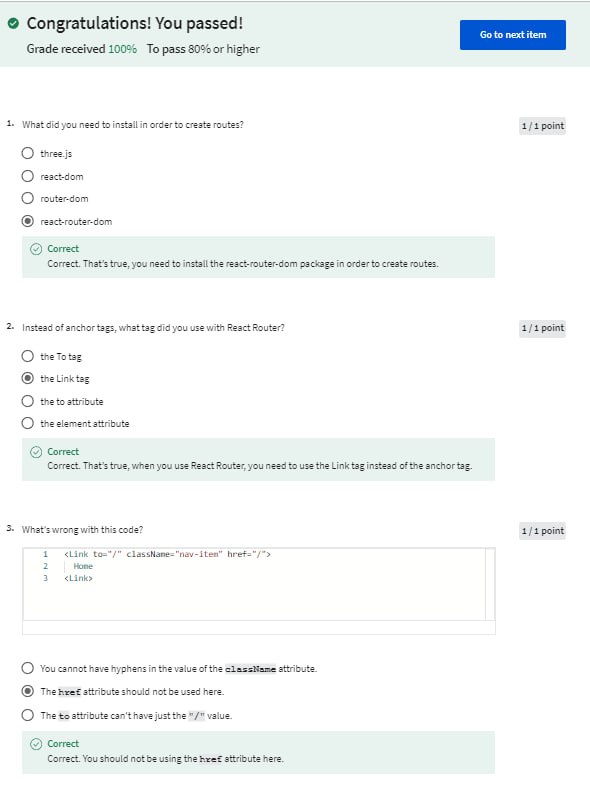 Congratulations! You passed!
Grade received 100% To pass 80% or higher
Go to next item
1. What did you need to install in order to create routes?
1 / 1 point
three.js
react-dom
router-dom
react-router-dom
Correct
Correct. That's true, you need to install the react-router-dom package in order to create routes.
2. Instead of anchor tags, what tag did you use with React Router?
1 / 1 point
the To tag
the Link tag
the to attribute
the element attribute
Correct
Correct. That's true, when you use React Router, you need to use the Link tag instead of the anchor tag.
3. What's wrong with this code?
1 / 1 point
1 <Link to="/" className="nav-item" href="/">
2 Home
3 <Link>
You cannot have hyphens in the value of the className attribute.
The href attribute should not be used here.
The to attribute can't have just the "/" value.
Correct
Correct. You should not be using the href attribute here.